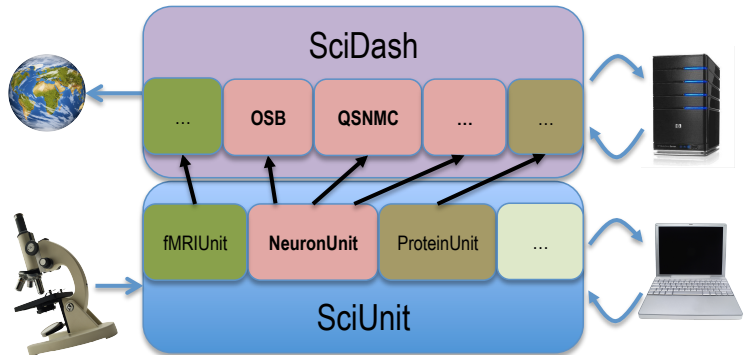 SciDash
... OSB QSNMC ... ...
fMRIUnit NeuronUnit ProteinUnit ...
SciUnit